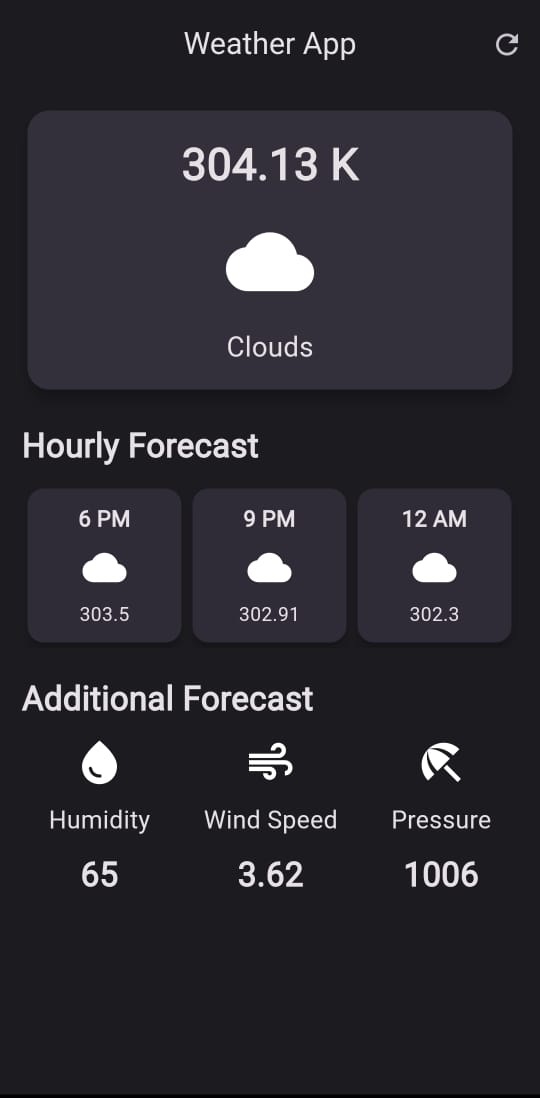 Weather App
304.13 K
Clouds
Hourly Forecast
6 PM 9 PM 12 AM
303.5 302.91 302.3
Additional Forecast
Humidity Wind Speed Pressure
65 3.62 1006